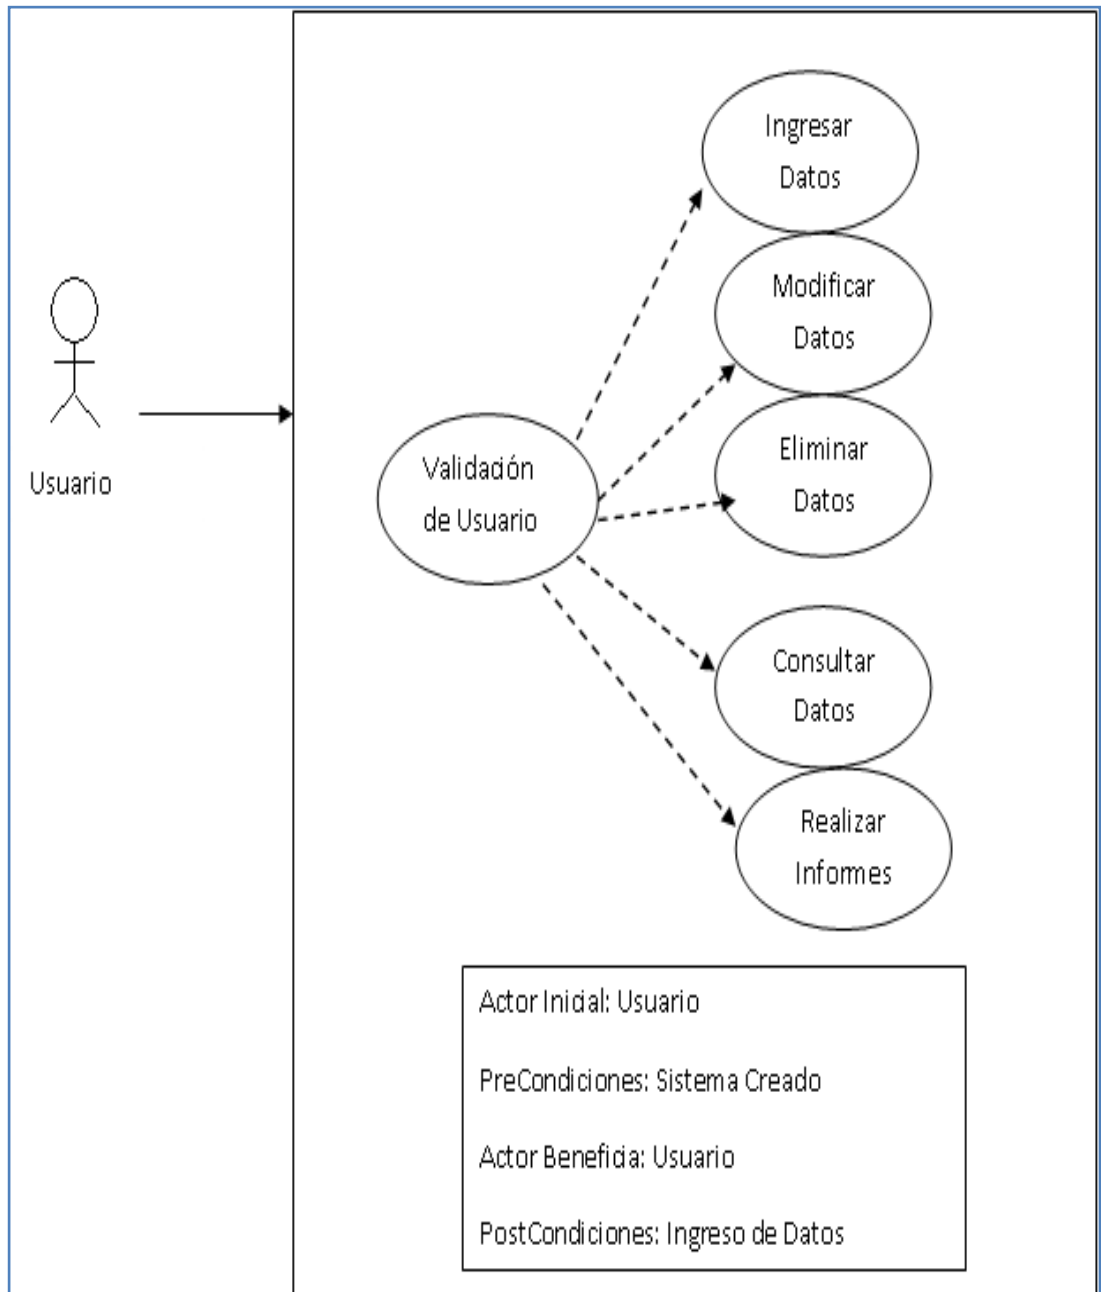 Ingresar
Datos
Modificar
Datos
Eliminar
Datos
Usuario
Validación
de Usuario
Consultar
Datos
Realizar
Informes
Actor Inicial: Usuario
PreCondiciones: Sistema Creado
Actor Beneficia: Usuario
PostCondiciones: Ingreso de Datos